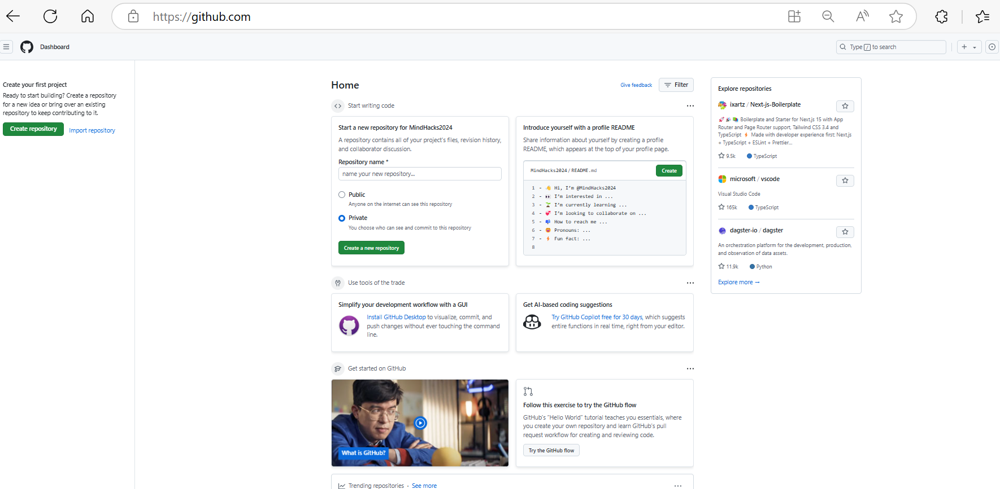 https://github.com
Dashboard
Type / to search
Create your first project
Ready to start building? Create a repository
for a new idea or bring over an existing
repository to keep contributing to it.
Create repository
Import repository
Home
Give feedback
Filter
Start writing code
Start a new repository for MindHacks2024
A repository contains all of your project's files, revision history,
and collaborator discussion.
Repository name *
name your new repository...
Public
Anyone on the internet can see this repository
Private
You choose who can see and commit to this repository
Create a new repository
Introduce yourself with a profile README
Share information about yourself by creating a profile
README, which appears at the top of your profile page.
MindHacks2024 / README.md
Create
1 - 👋 Hi, I'm @MindHacks2024
2 - 👀 I'm interested in ...
3 - 🌱 I'm currently learning ...
4 - 💞️ I'm looking to collaborate on ...
5 - 📫 How to reach me ...
6 - 😄 Pronouns: ...
7 - ⚡ Fun fact: ...
8
Use tools of the trade
Simplify your development workflow with a GUI
Install GitHub Desktop to visualize, commit, and
push changes without ever touching the command
line.
Get AI-based coding suggestions
Try GitHub Copilot free for 30 days, which suggests
entire functions in real time, right from your editor.
Get started on GitHub
What is GitHub?
Follow this exercise to try the GitHub flow
GitHub's "Hello World" tutorial teaches you essentials, where
you create your own repository and learn GitHub's pull
request workflow for creating and reviewing code.
Try the GitHub flow
Trending repositories · See more
Explore repositories
ixartz / Next-js-Boilerplate
🚀🎉📚 Boilerplate and Starter for Next.js 15 with App
Router and Page Router support, Tailwind CSS 3.4 and
TypeScript ⚡ Made with developer experience first: Next.js
+ TypeScript + ESLint + Prettier...
9.5k TypeScript
microsoft / vscode
Visual Studio Code
165k TypeScript
dagster-io / dagster
An orchestration platform for the development, production,
and observation of data assets.
11.9k Python
Explore more →